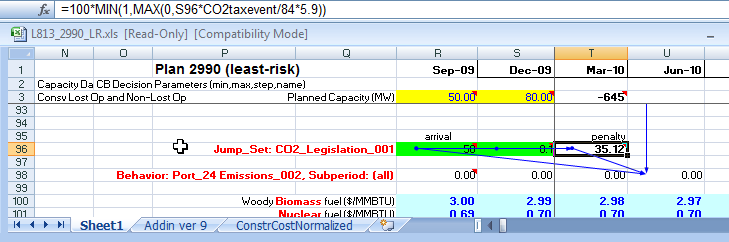 fx =100*MIN(1,MAX(0,S96*CO2taxevent/84*5.9))
L813_2990_LR.xls [Read-Only] [Compatibility Mode]
N O P Q R S T U
1 Plan 2990 (least-risk) Sep-09 Dec-09 Mar-10 Jun-10
2 Capacity Da CB Decision Parameters (min,max,step,name)
3 Consv Lost Op and Non-Lost Op Planned Capacity (MW) 50.00 80.00 -645
95 arrival penalty
96 Jump_Set: CO2_Legislation_001 50 0. 35.12
98 Behavior: Port_24 Emissions_002, Subperiod: (all) 0.00 0.00 0.00 0.00
100 Woody Biomass fuel ($/MMBTU) 3.00 2.99 2.98 2.97
101 Nuclear fuel ($/MMBTU) 0.69 0.70 0.70 0.70
Sheet1 Addin ver 9 ConstrCostNormalized